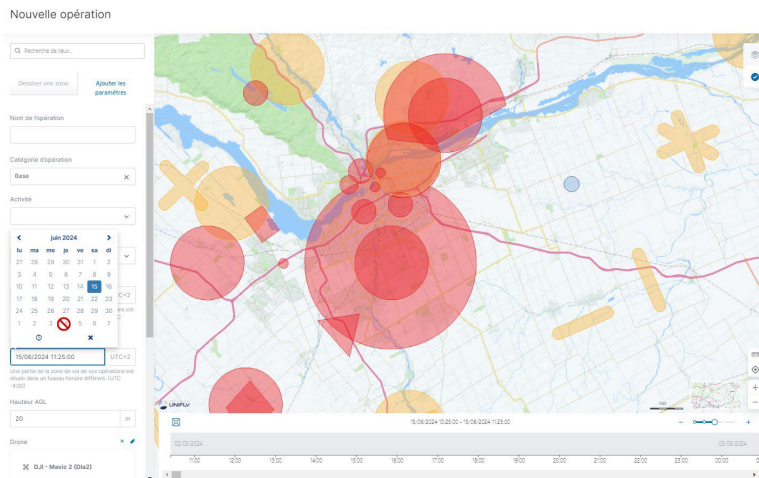 Nouvelle opération
Recherche de lieux...
Dessiner une zone
Ajouter les
paramètres
Nom de l'opération
Catégorie d'opération
Base
Activité
juin 2024
lu ma me je ve sa di
27 28 29 30 31 1 2
3 4 5 6 7 8 9
10 11 12 13 14 15 16
17 18 19 20 21 22 23
24 25 26 27 28 29 30
1 2 3 5 6 7
UTC+2
15/06/2024 11:25:00
UTC+2
Une partie de la zone de vol de vos opérations est
située dans un fuseau horaire différent. (UTC
-4:00)
Hauteur AGL
20 m
Drone
DJI - Mavic 2 (Dla2)
UNIFLY
15/06/2024 10:25:00 - 15/06/2024 11:25:00
11:00 12:00 13:00 14:00 15:00 16:00 17:00 18:00 19:00 20:00 21:00 22:00 23:00 00:00